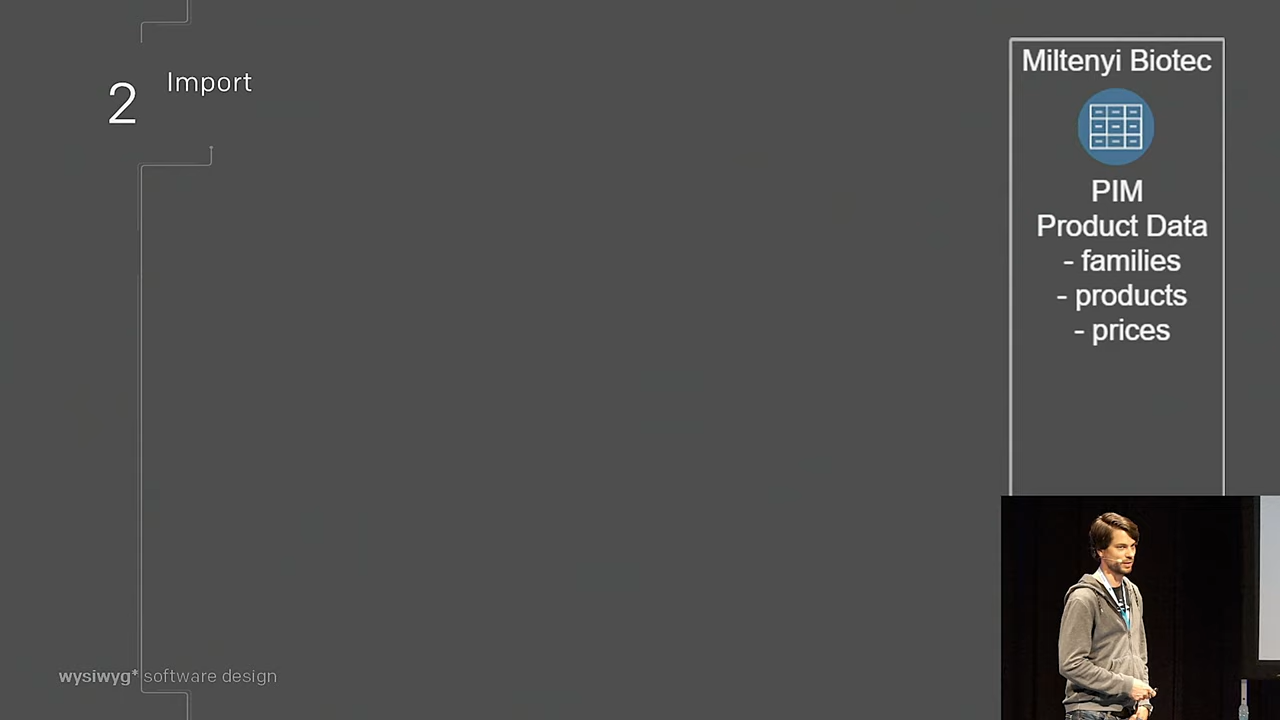 2
Import
Miltenyi Biotec
PIM
Product Data
- families
- products
- prices
wysiwyg* software design